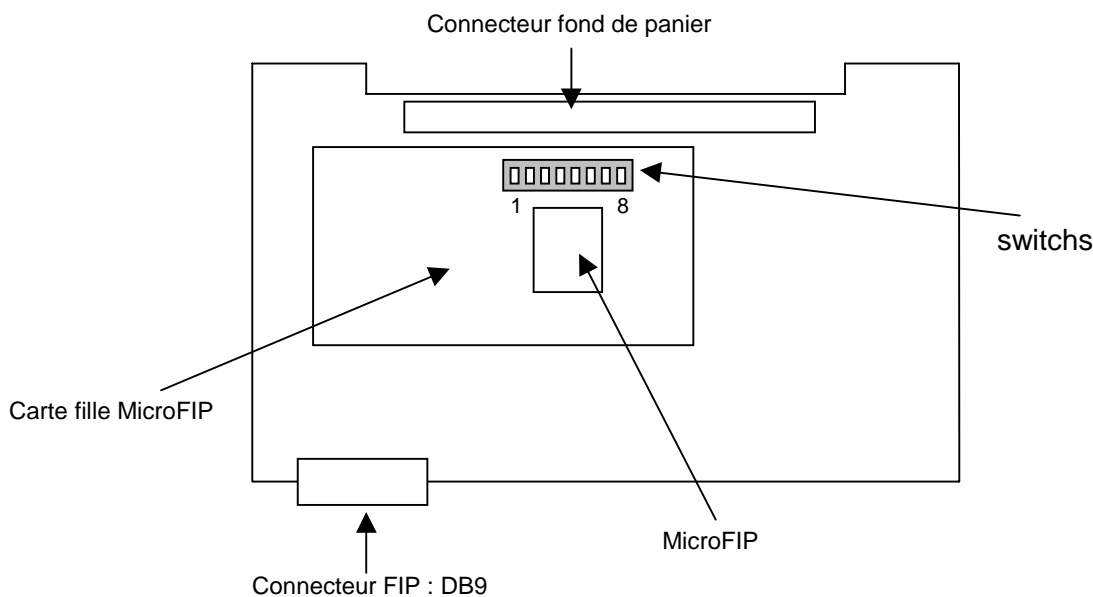 Connecteur fond de panier
1 8
switchs
Carte fille MicroFIP
MicroFIP
Connecteur FIP : DB9